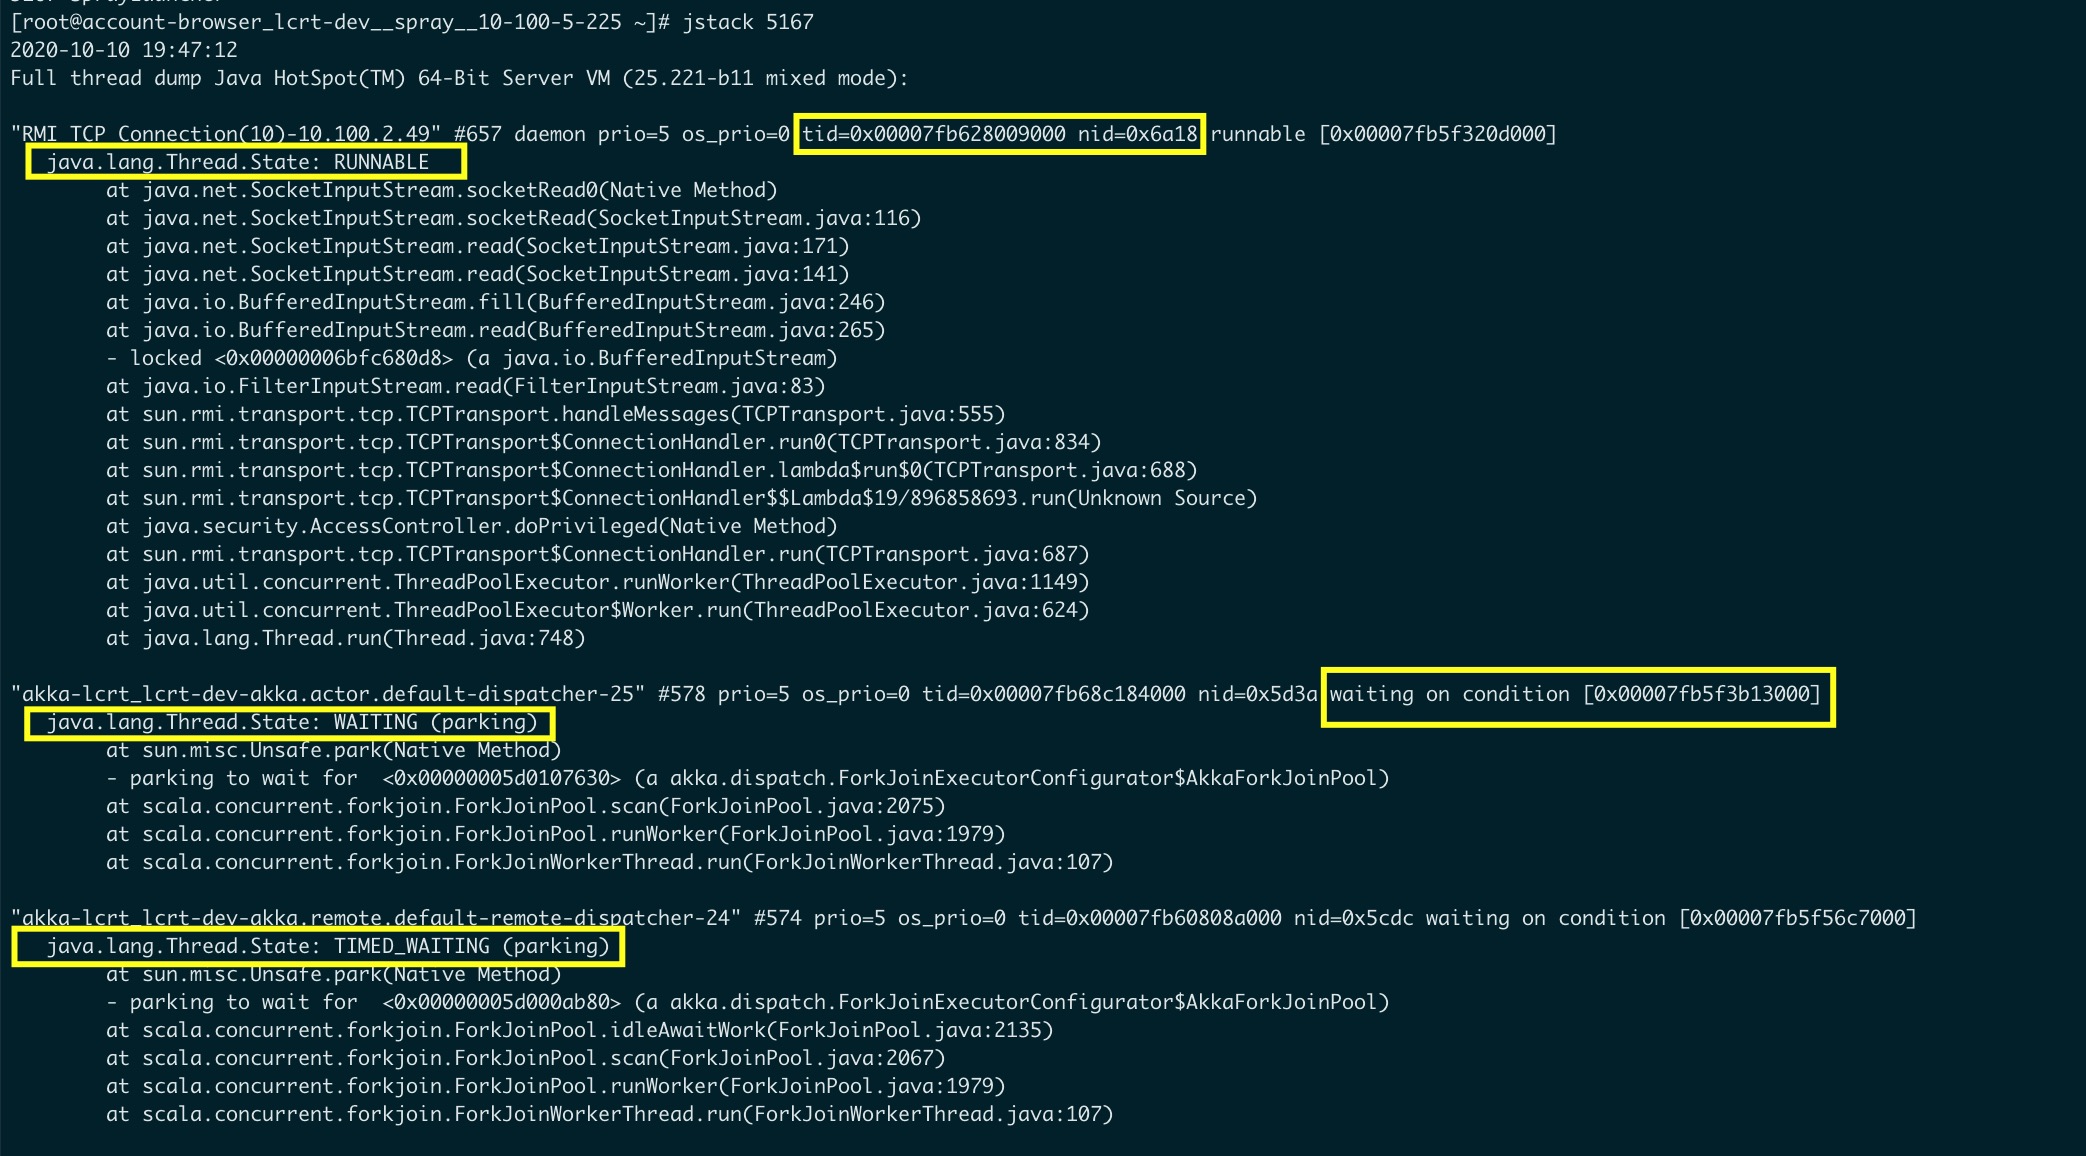 [root@account-browser_lcrt-dev__spray__10-100-5-225 ~]# jstack 5167
2020-10-10 19:47:12
Full thread dump Java HotSpot(TM) 64-Bit Server VM (25.221-b11 mixed mode):
"RMI TCP Connection(10)-10.100.2.49" #657 daemon prio=5 os_prio=0 tid=0x00007fb628009000 nid=0x6a18 runnable [0x00007fb5f320d000]
java.lang.Thread.State: RUNNABLE
at java.net.SocketInputStream.socketRead0(Native Method)
at java.net.SocketInputStream.socketRead(SocketInputStream.java:116)
at java.net.SocketInputStream.read(SocketInputStream.java:171)
at java.net.SocketInputStream.read(SocketInputStream.java:141)
at java.io.BufferedInputStream.fill(BufferedInputStream.java:246)
at java.io.BufferedInputStream.read(BufferedInputStream.java:265)
- locked <0x00000006bfc680d8> (a java.io.BufferedInputStream)
at java.io.FilterInputStream.read(FilterInputStream.java:83)
at sun.rmi.transport.tcp.TCPTransport.handleMessages(TCPTransport.java:555)
at sun.rmi.transport.tcp.TCPTransport$ConnectionHandler.run0(TCPTransport.java:834)
at sun.rmi.transport.tcp.TCPTransport$ConnectionHandler.lambda$run$0(TCPTransport.java:688)
at sun.rmi.transport.tcp.TCPTransport$ConnectionHandler$$Lambda$19/896858693.run(Unknown Source)
at java.security.AccessController.doPrivileged(Native Method)
at sun.rmi.transport.tcp.TCPTransport$ConnectionHandler.run(TCPTransport.java:687)
at java.util.concurrent.ThreadPoolExecutor.runWorker(ThreadPoolExecutor.java:1149)
at java.util.concurrent.ThreadPoolExecutor$Worker.run(ThreadPoolExecutor.java:624)
at java.lang.Thread.run(Thread.java:748)
"akka-lcrt_lcrt-dev-akka.actor.default-dispatcher-25" #578 prio=5 os_prio=0 tid=0x00007fb68c184000 nid=0x5d3a waiting on condition [0x00007fb5f3b13000]
java.lang.Thread.State: WAITING (parking)
at sun.misc.Unsafe.park(Native Method)
- parking to wait for  <0x00000005d0107630> (a akka.dispatch.ForkJoinExecutorConfigurator$AkkaForkJoinPool)
at scala.concurrent.forkjoin.ForkJoinPool.scan(ForkJoinPool.java:2075)
at scala.concurrent.forkjoin.ForkJoinPool.runWorker(ForkJoinPool.java:1979)
at scala.concurrent.forkjoin.ForkJoinWorkerThread.run(ForkJoinWorkerThread.java:107)
"akka-lcrt_lcrt-dev-akka.remote.default-remote-dispatcher-24" #574 prio=5 os_prio=0 tid=0x00007fb60808a000 nid=0x5cdc waiting on condition [0x00007fb5f56c7000]
java.lang.Thread.State: TIMED_WAITING (parking)
at sun.misc.Unsafe.park(Native Method)
- parking to wait for  <0x00000005d000ab80> (a akka.dispatch.ForkJoinExecutorConfigurator$AkkaForkJoinPool)
at scala.concurrent.forkjoin.ForkJoinPool.idleAwaitWork(ForkJoinPool.java:2135)
at scala.concurrent.forkjoin.ForkJoinPool.scan(ForkJoinPool.java:2067)
at scala.concurrent.forkjoin.ForkJoinPool.runWorker(ForkJoinPool.java:1979)
at scala.concurrent.forkjoin.ForkJoinWorkerThread.run(ForkJoinWorkerThread.java:107)